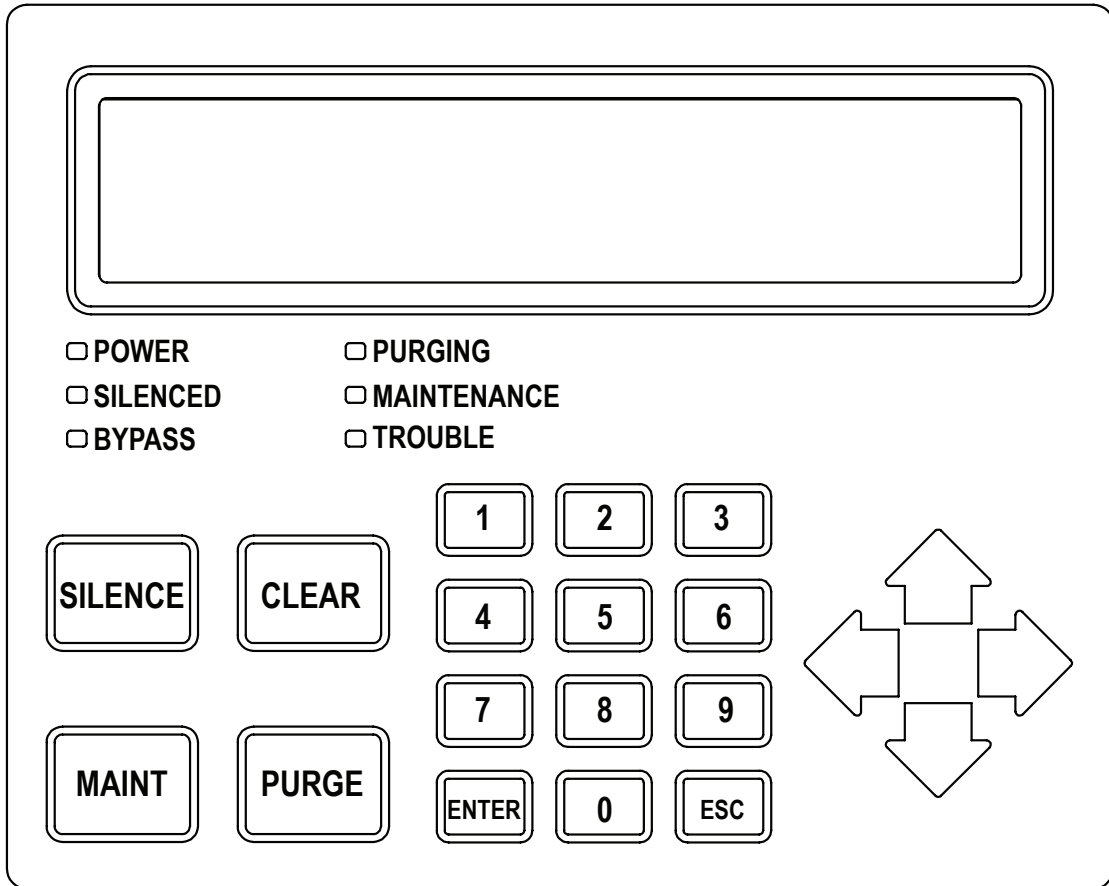 POWER PURGING
SILENCED MAINTENANCE
BYPASS TROUBLE
1 2 3
SILENCE CLEAR
4 5 6
7 8 9
MAINT PURGE
ENTER 0 ESC